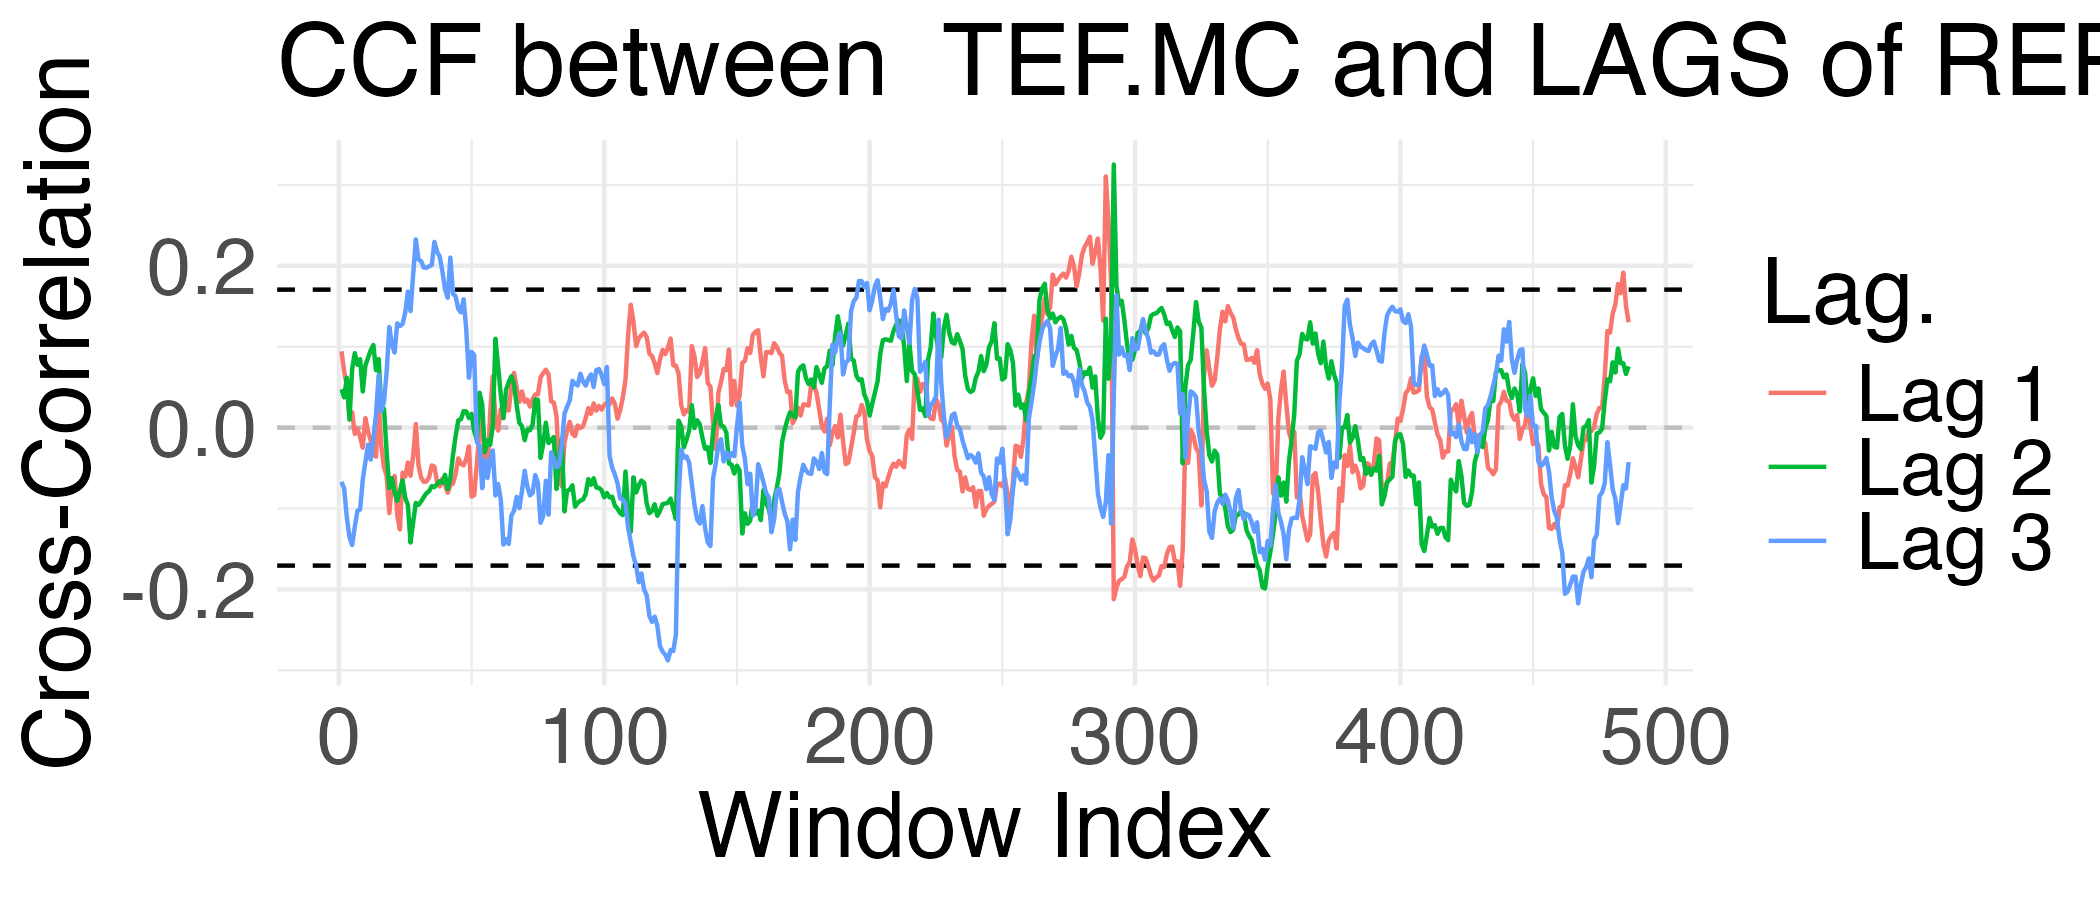 CCF between TEF.MC and LAGS of REP
Cross-Correlation
0.2
0.0
-0.2
0 100 200 300 400 500
Window Index
Lag.
Lag 1
Lag 2
Lag 3